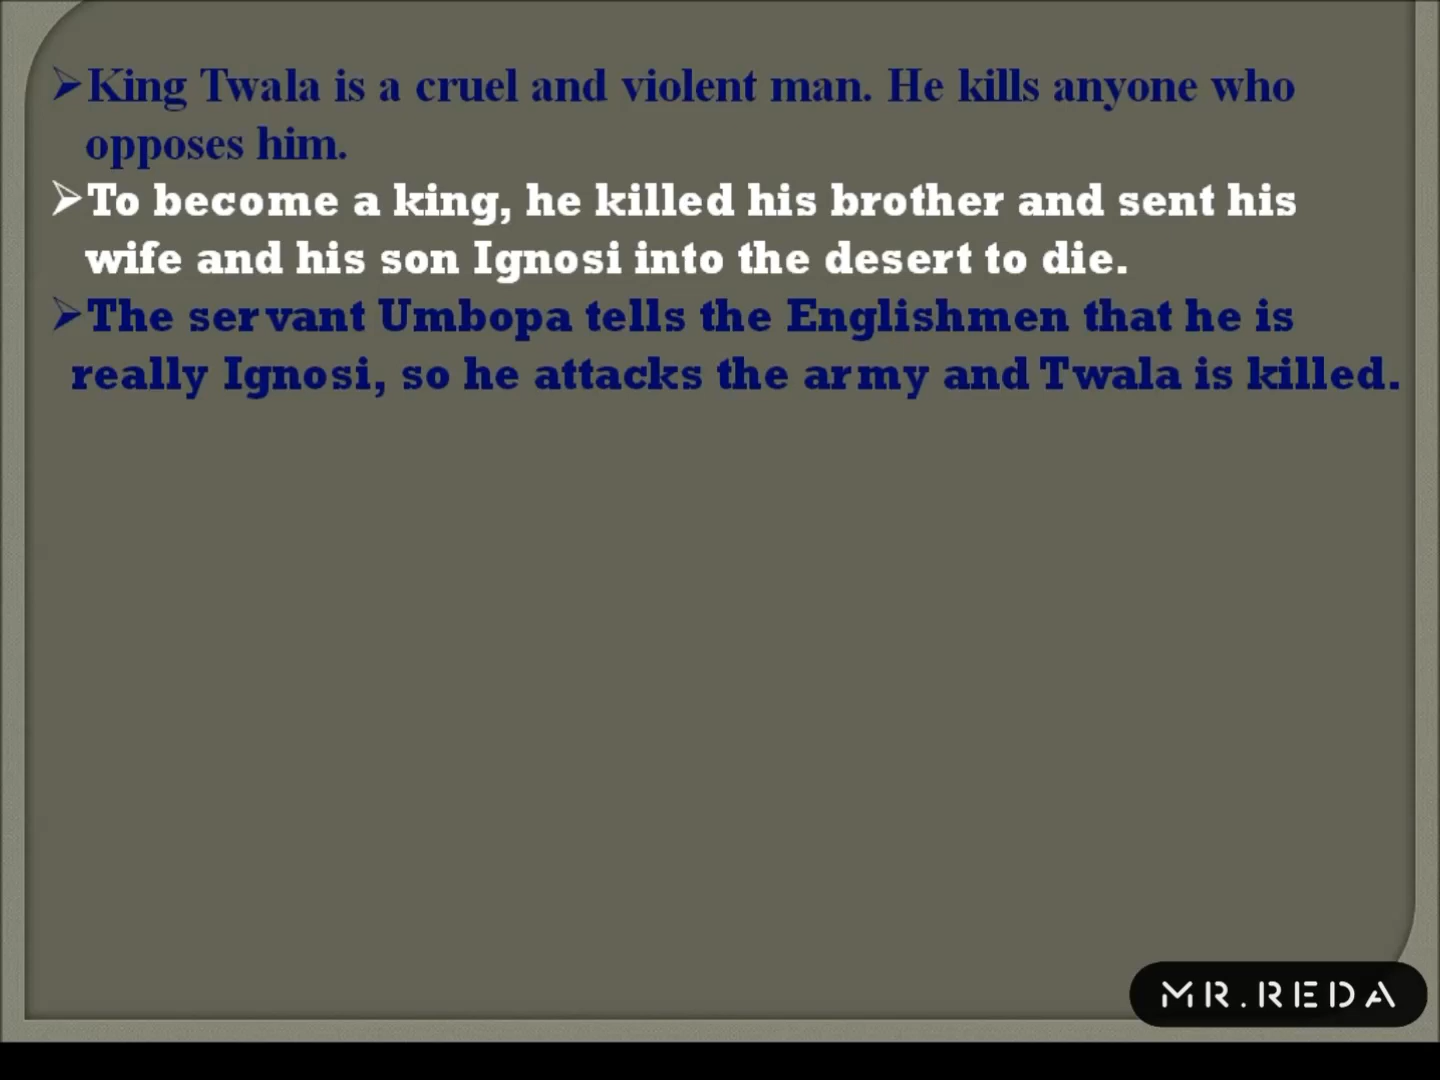 ➢King Twala is a cruel and violent man. He kills anyone who
opposes him.
➢To become a king, he killed his brother and sent his
wife and his son Ignosi into the desert to die.
➢The servant Umbopa tells the Englishmen that he is
really Ignosi, so he attacks the army and Twala is killed.
MR.REDA